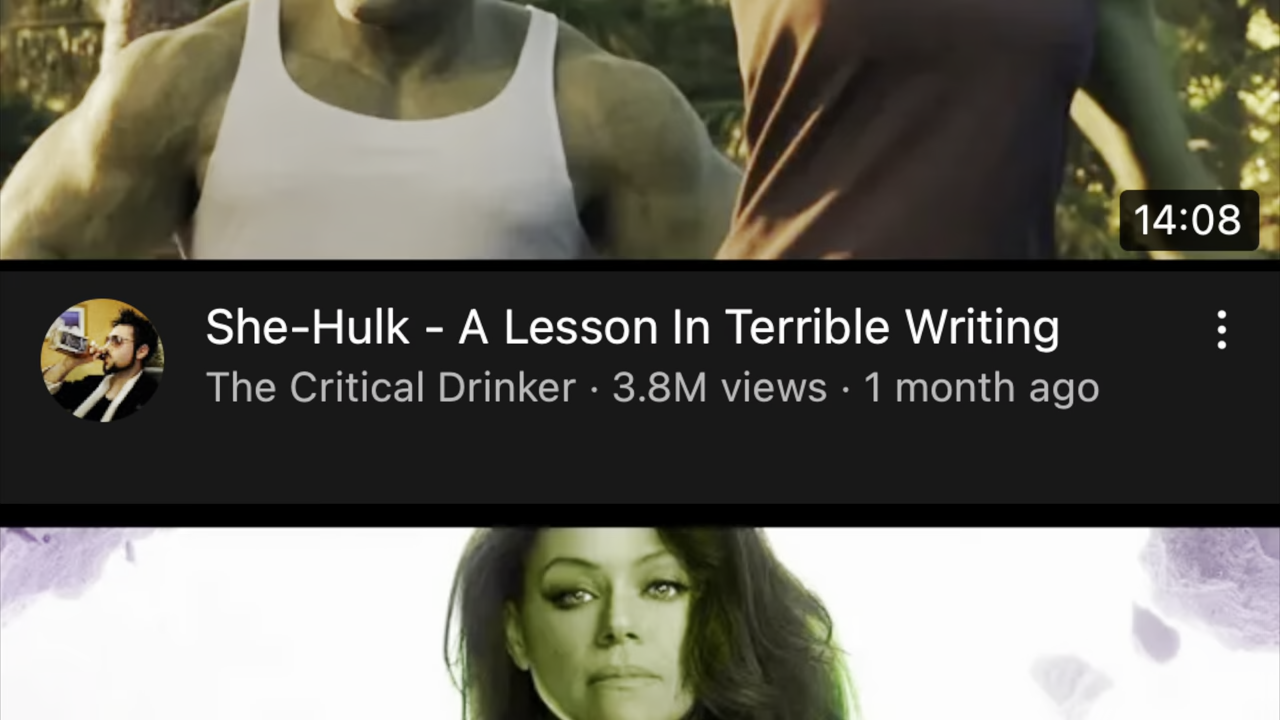 14:08
She-Hulk - A Lesson In Terrible Writing
The Critical Drinker · 3.8M views · 1 month ago